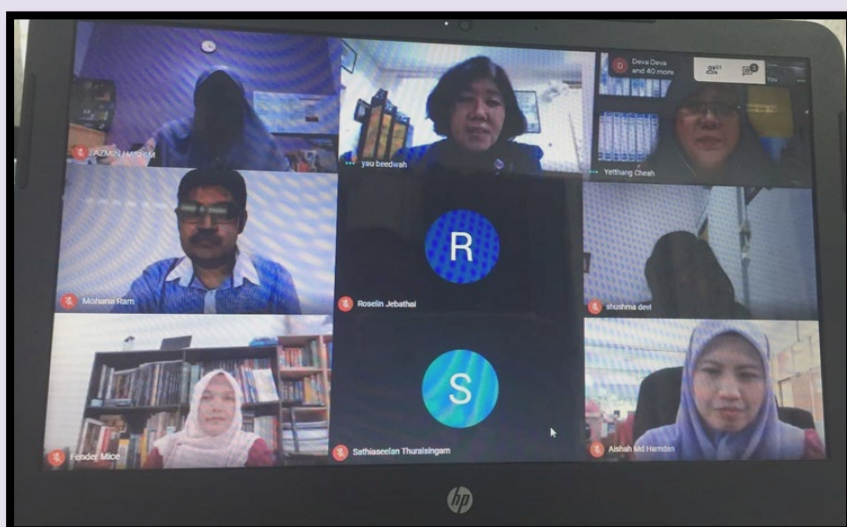 AZMIN HASHIM
yau beedwah
D
Deva Deva
and 40 more
You
Yetthang Cheah
Mohana Ram
R
Roselin Jebathai
shushma devi
Fender Mice
S
Sathiaseelan Thuraisingam
Aishah Md Hamdan
hp